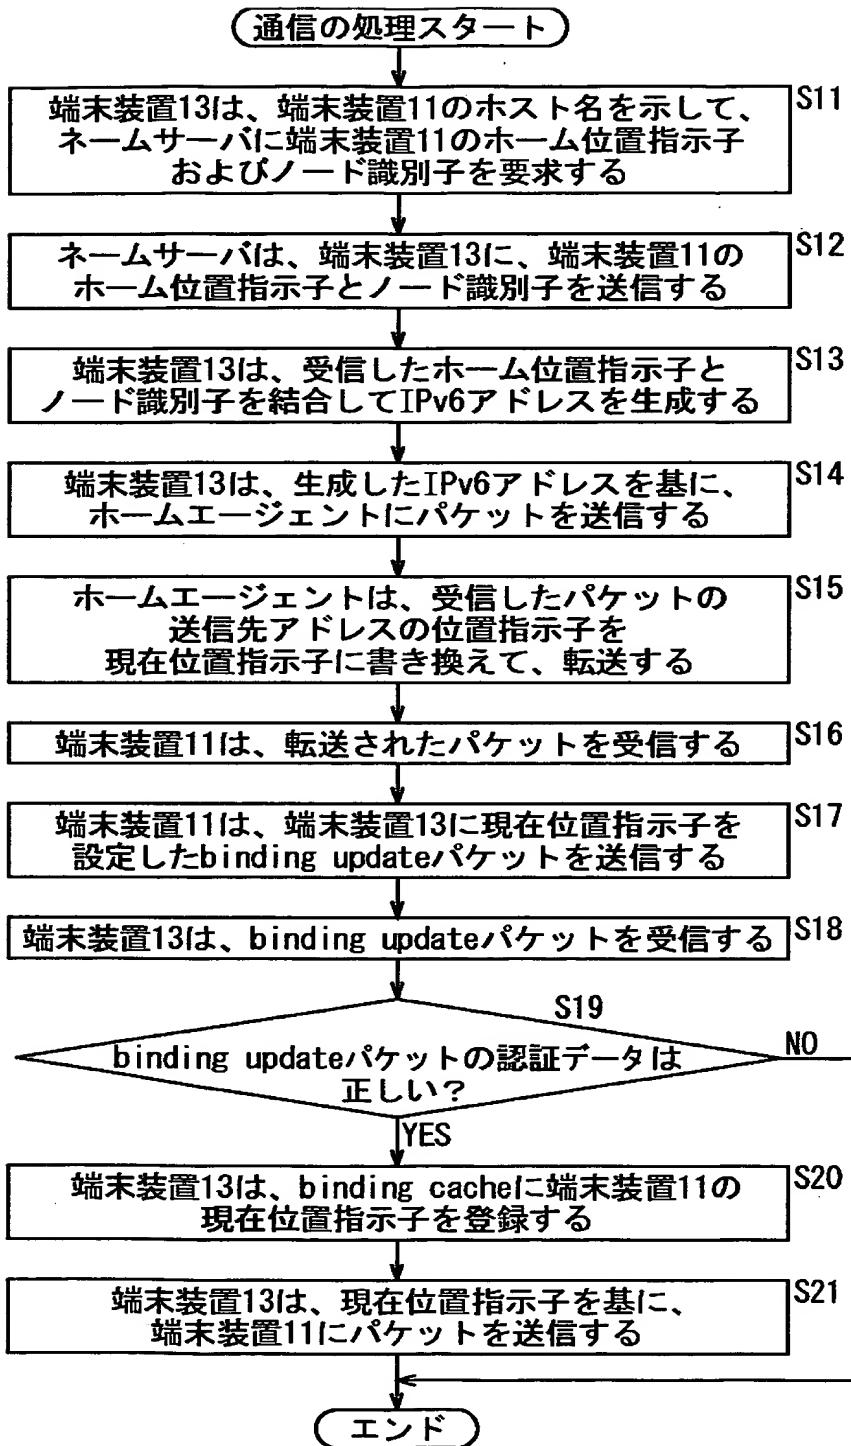 通信の処理スタート
S11
端末装置13は、端末装置11のホスト名を示して、
ネームサーバに端末装置11のホーム位置指示子
およびノード識別子を要求する
S12
ネームサーバは、端末装置13に、端末装置11の
ホーム位置指示子とノード識別子を送信する
S13
端末装置13は、受信したホーム位置指示子と
ノード識別子を結合してIPv6アドレスを生成する
S14
端末装置13は、生成したIPv6アドレスを基に、
ホームエージェントにパケットを送信する
S15
ホームエージェントは、受信したパケットの
送信先アドレスの位置指示子を
現在位置指示子に書き換えて、転送する
S16
端末装置11は、転送されたパケットを受信する
S17
端末装置11は、端末装置13に現在位置指示子を
設定したbinding updateパケットを送信する
S18
端末装置13は、binding updateパケットを受信する
S19
binding updateパケットの認証データは
正しい？
NO
YES
S20
端末装置13は、binding cacheに端末装置11の
現在位置指示子を登録する
S21
端末装置13は、現在位置指示子を基に、
端末装置11にパケットを送信する
エンド